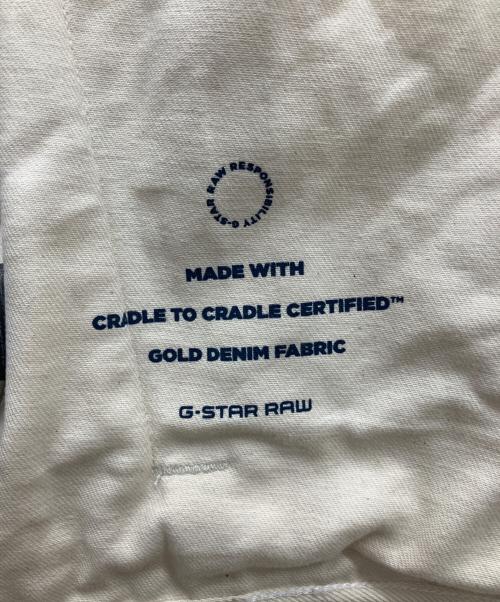 RAW RESPONSIBILITY G-STAR
MADE WITH
CRADLE TO CRADLE CERTIFIED™
GOLD DENIM FABRIC
G-STAR RAW